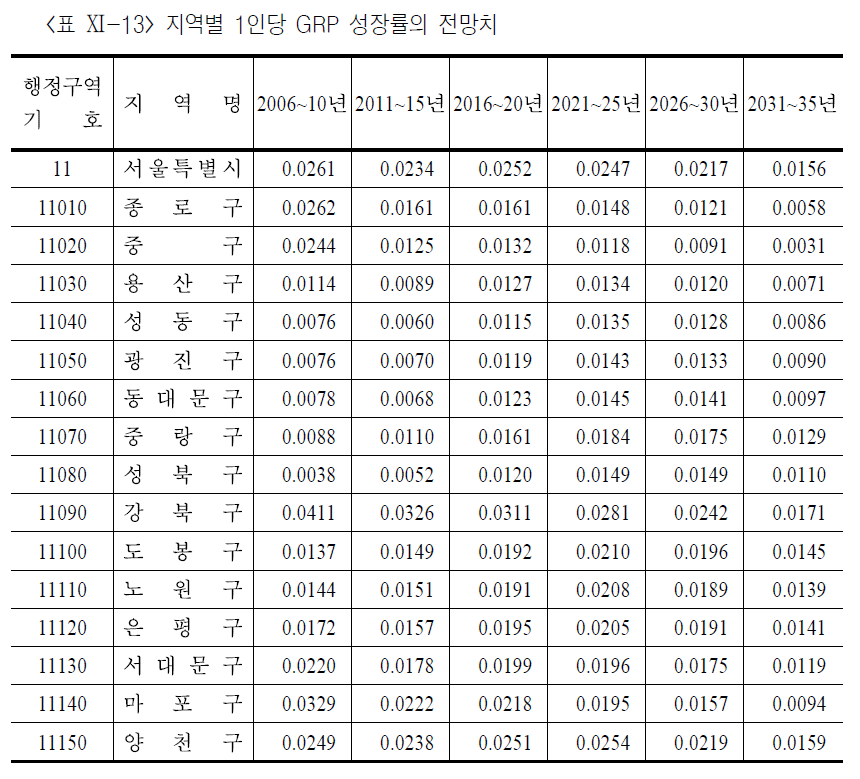 <표 XI-13> 지역별 1인당 GRP 성장률의 전망치
행정구역 기 호 지 역 명 2006~10년 2011~15년 2016~20년 2021~25년 2026~30년 2031~35년
11 서울특별시 0.0261 0.0234 0.0252 0.0247 0.0217 0.0156
11010 종 로 구 0.0262 0.0161 0.0161 0.0148 0.0121 0.0058
11020 중 구 0.0244 0.0125 0.0132 0.0118 0.0091 0.0031
11030 용 산 구 0.0114 0.0089 0.0127 0.0134 0.0120 0.0071
11040 성 동 구 0.0076 0.0060 0.0115 0.0135 0.0128 0.0086
11050 광 진 구 0.0076 0.0070 0.0119 0.0143 0.0133 0.0090
11060 동 대 문 구 0.0078 0.0068 0.0123 0.0145 0.0141 0.0097
11070 중 랑 구 0.0088 0.0110 0.0161 0.0184 0.0175 0.0129
11080 성 북 구 0.0038 0.0052 0.0120 0.0149 0.0149 0.0110
11090 강 북 구 0.0411 0.0326 0.0311 0.0281 0.0242 0.0171
11100 도 봉 구 0.0137 0.0149 0.0192 0.0210 0.0196 0.0145
11110 노 원 구 0.0144 0.0151 0.0191 0.0208 0.0189 0.0139
11120 은 평 구 0.0172 0.0157 0.0195 0.0205 0.0191 0.0141
11130 서 대 문 구 0.0220 0.0178 0.0199 0.0196 0.0175 0.0119
11140 마 포 구 0.0329 0.0222 0.0218 0.0195 0.0157 0.0094
11150 양 천 구 0.0249 0.0238 0.0251 0.0254 0.0219 0.0159